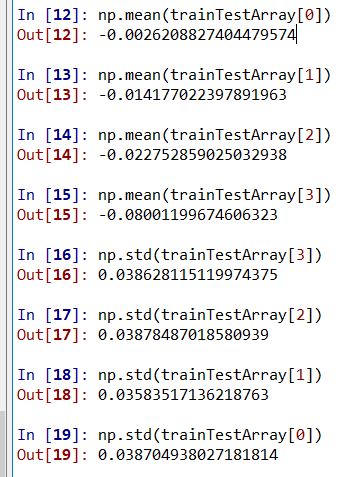 In [12]: np.mean(trainTestArray[0])
Out[12]: -0.0026208827404479574
In [13]: np.mean(trainTestArray[1])
Out[13]: -0.014177022397891963
In [14]: np.mean(trainTestArray[2])
Out[14]: -0.022752859025032938
In [15]: np.mean(trainTestArray[3])
Out[15]: -0.08001199674606323
In [16]: np.std(trainTestArray[3])
Out[16]: 0.038628115119974375
In [17]: np.std(trainTestArray[2])
Out[17]: 0.03878487018580939
In [18]: np.std(trainTestArray[1])
Out[18]: 0.03583517136218763
In [19]: np.std(trainTestArray[0])
Out[19]: 0.038704938027181814